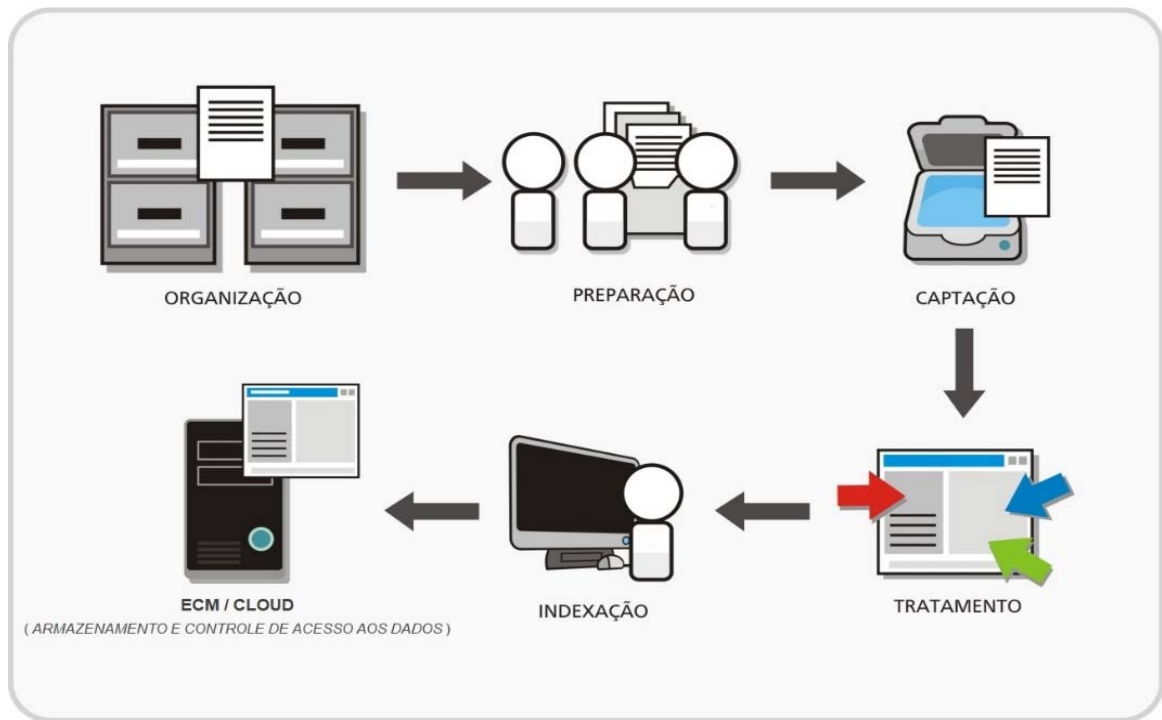 ORGANIZAÇÃO
PREPARAÇÃO
CAPTAÇÃO
ECM / CLOUD
( ARMAZENAMENTO E CONTROLE DE ACESSO AOS DADOS )
INDEXAÇÃO
TRATAMENTO